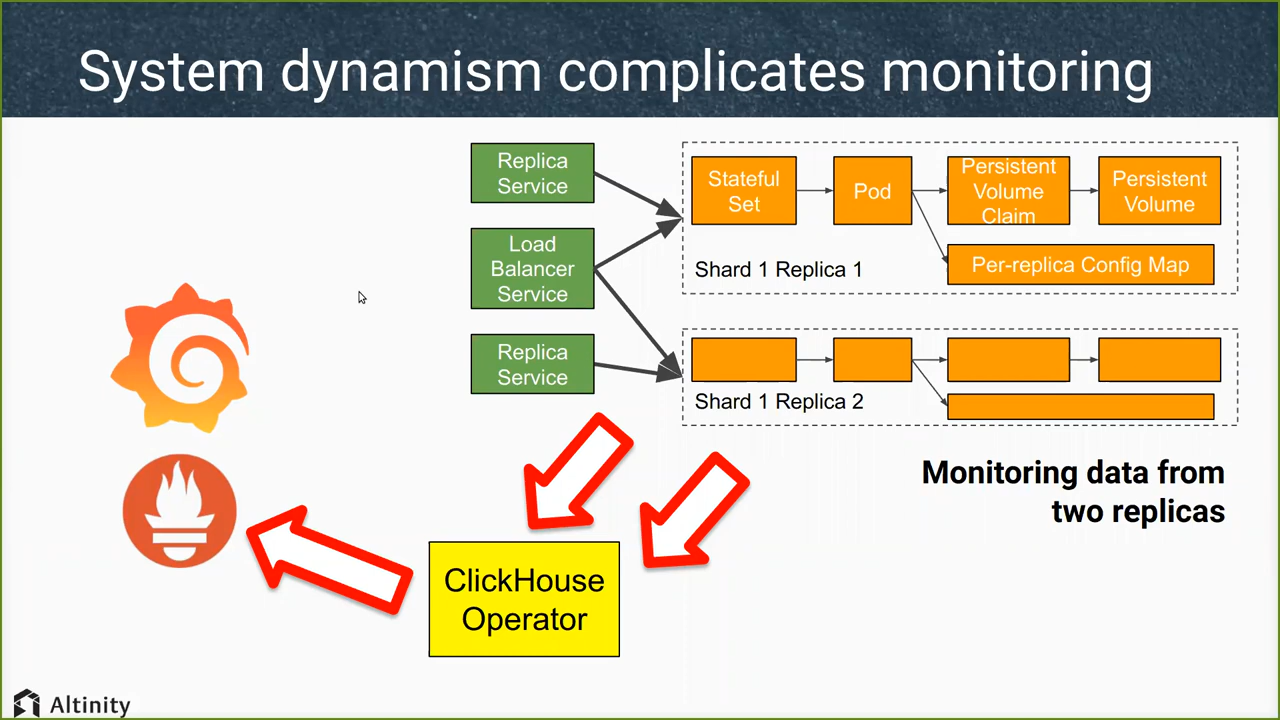 System dynamism complicates monitoring
Replica
Service
Load
Balancer
Service
Replica
Service
Stateful
Set
Pod
Persistent
Volume
Claim
Persistent
Volume
Per-replica Config Map
Shard 1 Replica 1
Shard 1 Replica 2
Monitoring data from
two replicas
ClickHouse
Operator
Altinity